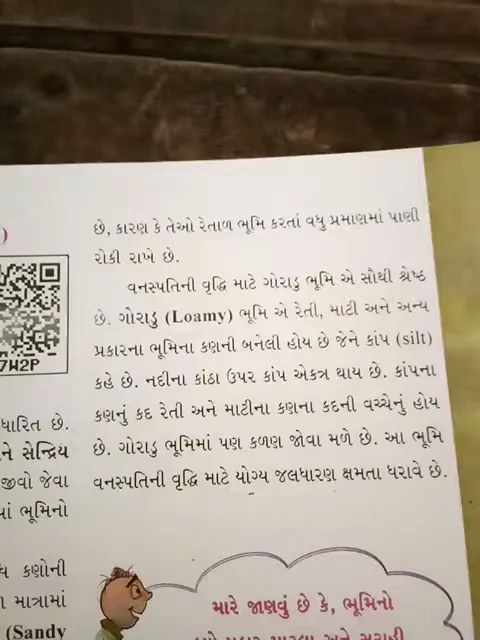 )
7W2P
ધારિત છે.
ને સેન્દ્રિય
જીવો જેવા
માં ભૂમિનો
કણોની
માત્રામાં
(Sandy
છે, કારણ કે તેઓ રેતાળ ભૂમિ કરતાં વધુ પ્રમાણમાં પાણી
રોકી રાખે છે.
વનસ્પતિની વૃદ્ધિ માટે ગોરાડુ ભૂમિ એ સૌથી શ્રેષ્ઠ
છે. ગોરાડુ (Loamy) ભૂમિ એ રેતી, માટી અને અન્ય
પ્રકારના ભૂમિના કણની બનેલી હોય છે જેને કાંપ (silt)
કહે છે. નદીના કાંઠા ઉપર કાંપ એકત્ર થાય છે. કાંપના
કણનું કદ રેતી અને માટીના કણના કદની વચ્ચેનું હોય
છે. ગોરાડુ ભૂમિમાં પણ કળણ જોવા મળે છે. આ ભૂમિ
વનસ્પતિની વૃદ્ધિ માટે યોગ્ય જલધારણ ક્ષમતા ધરાવે છે.
મારે જાણવું છે કે, ભૂમિનો